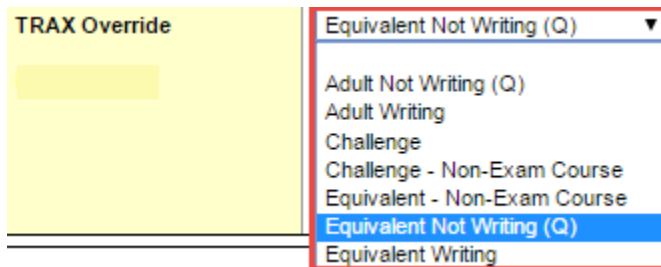 TRAX Override
Equivalent Not Writing (Q)
Adult Not Writing (Q)
Adult Writing
Challenge
Challenge - Non-Exam Course
Equivalent - Non-Exam Course
Equivalent Not Writing (Q)
Equivalent Writing